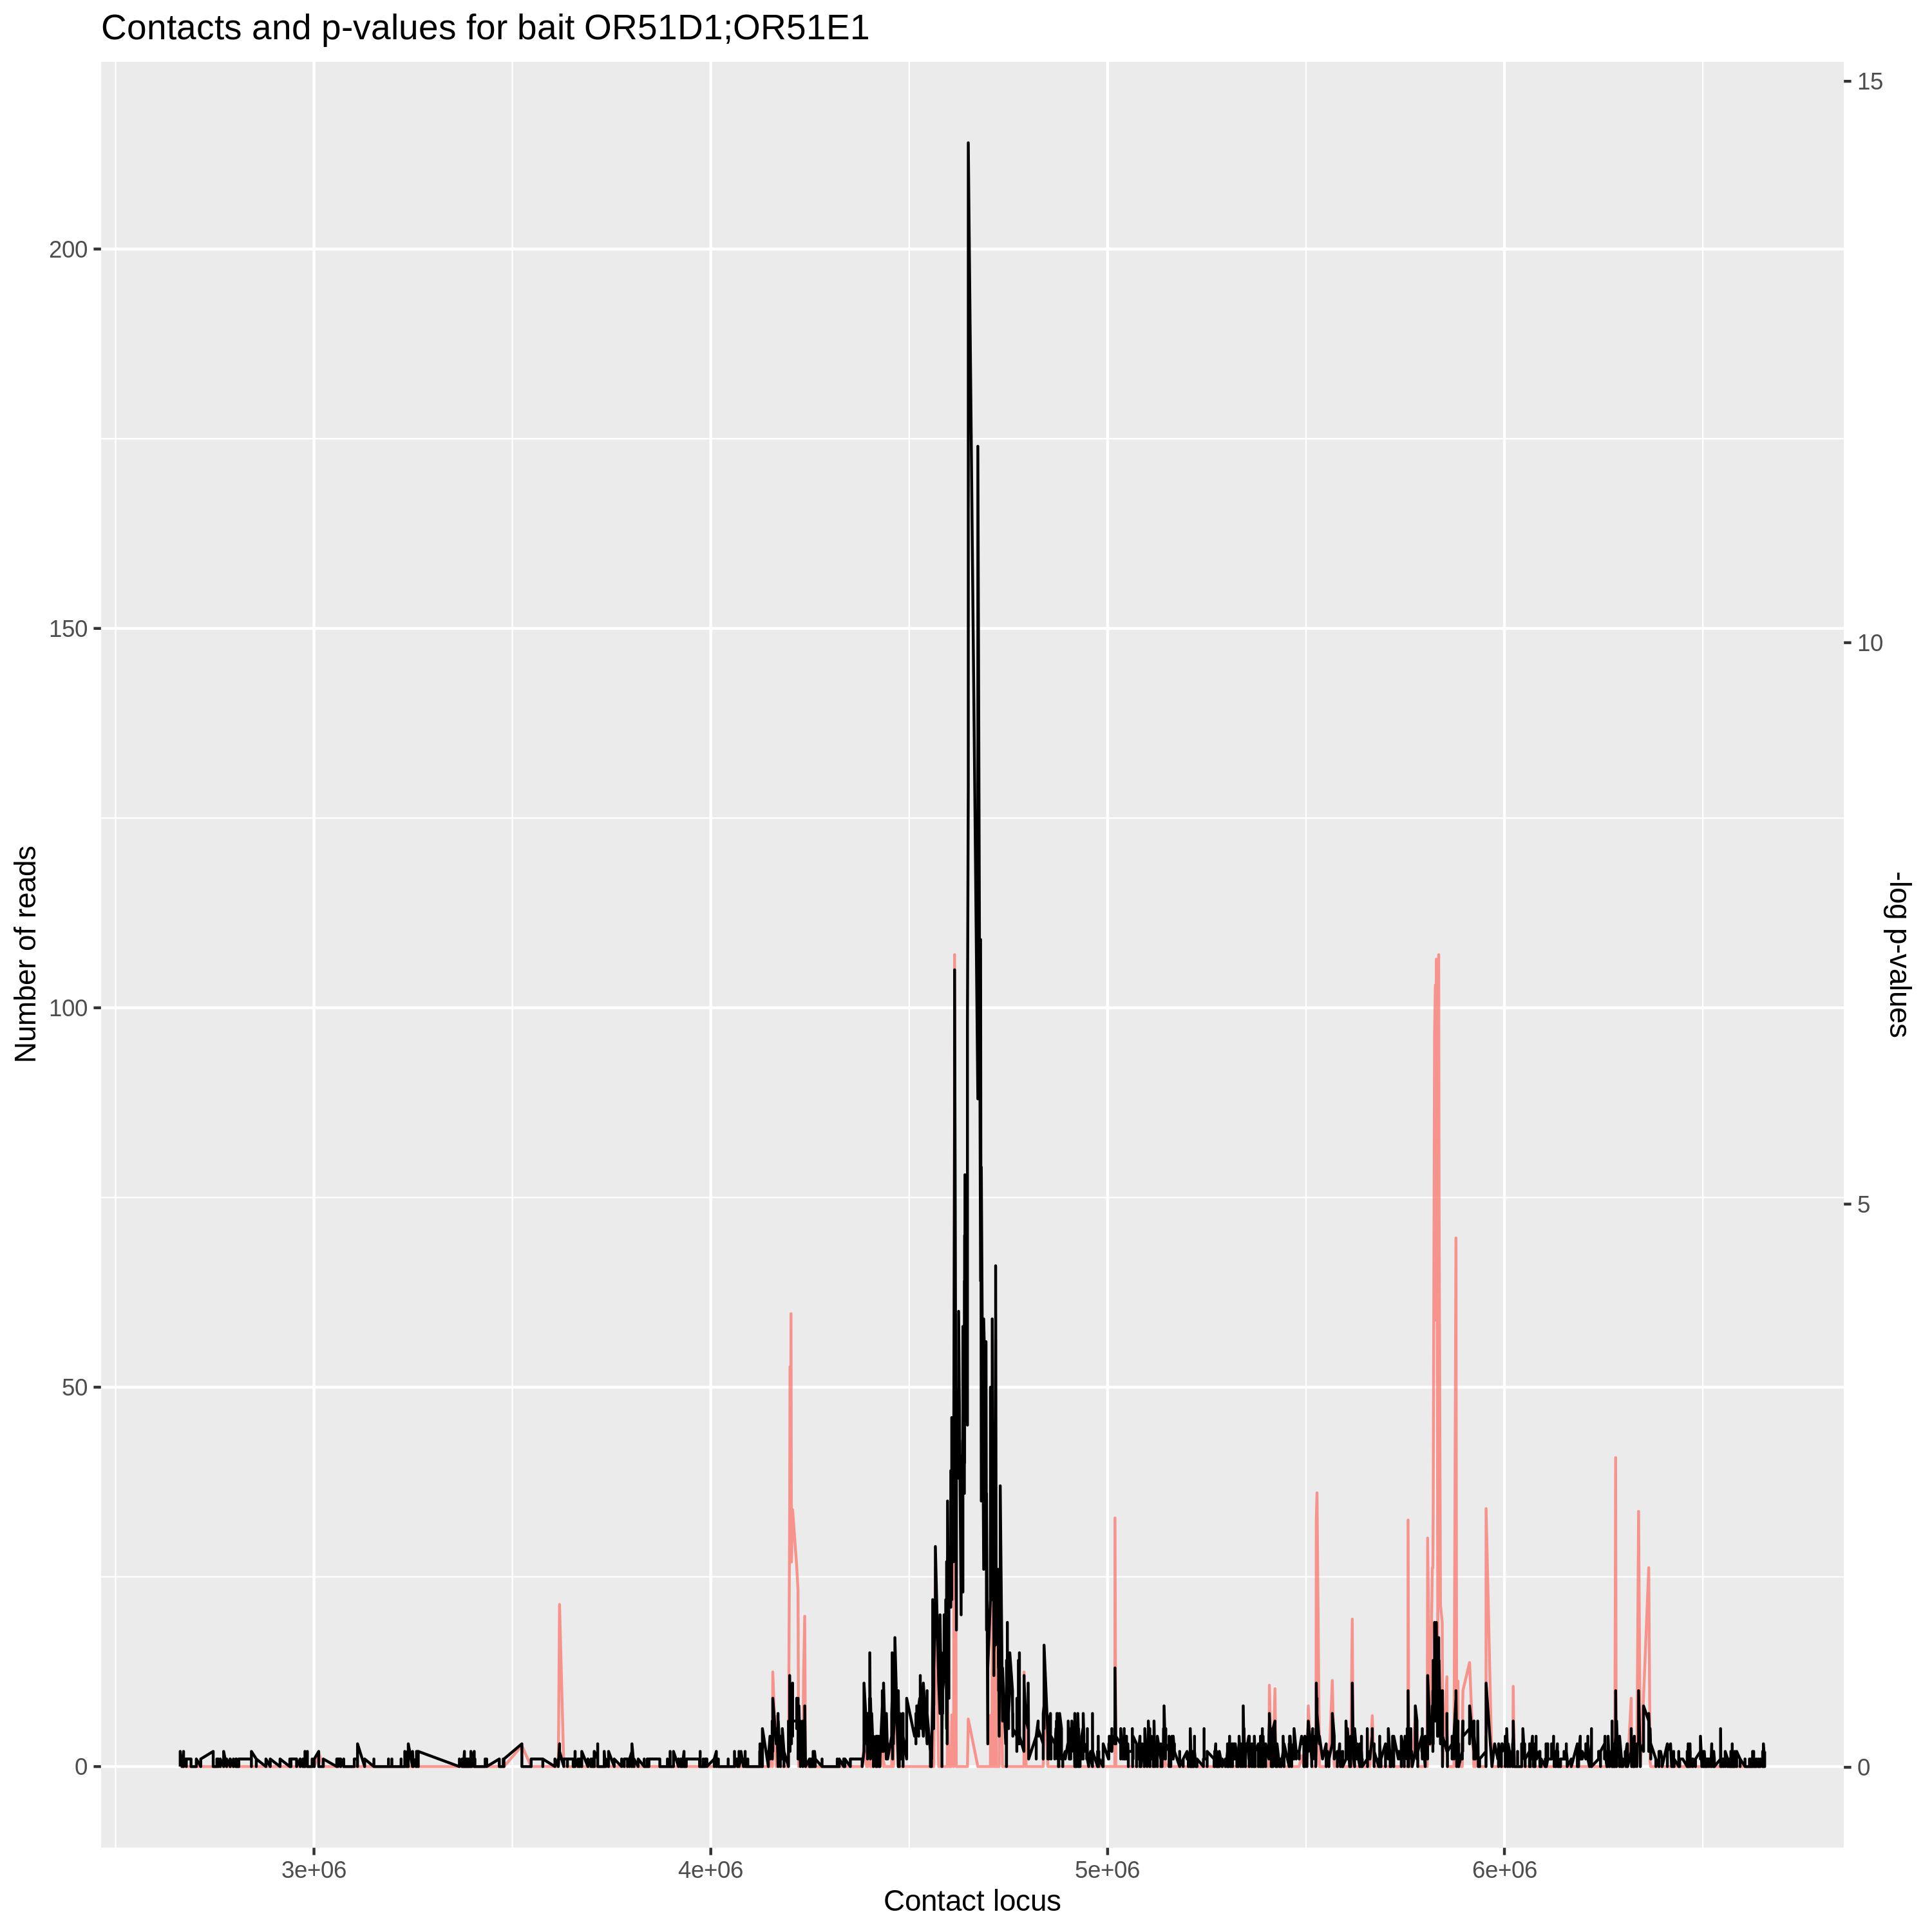 Contacts and p-values for bait OR51D1;OR51E1
Number of reads
200
150
100
50
0
15
10
5
0
-log p-values
3e+06
4e+06
5e+06
6e+06
Contact locus